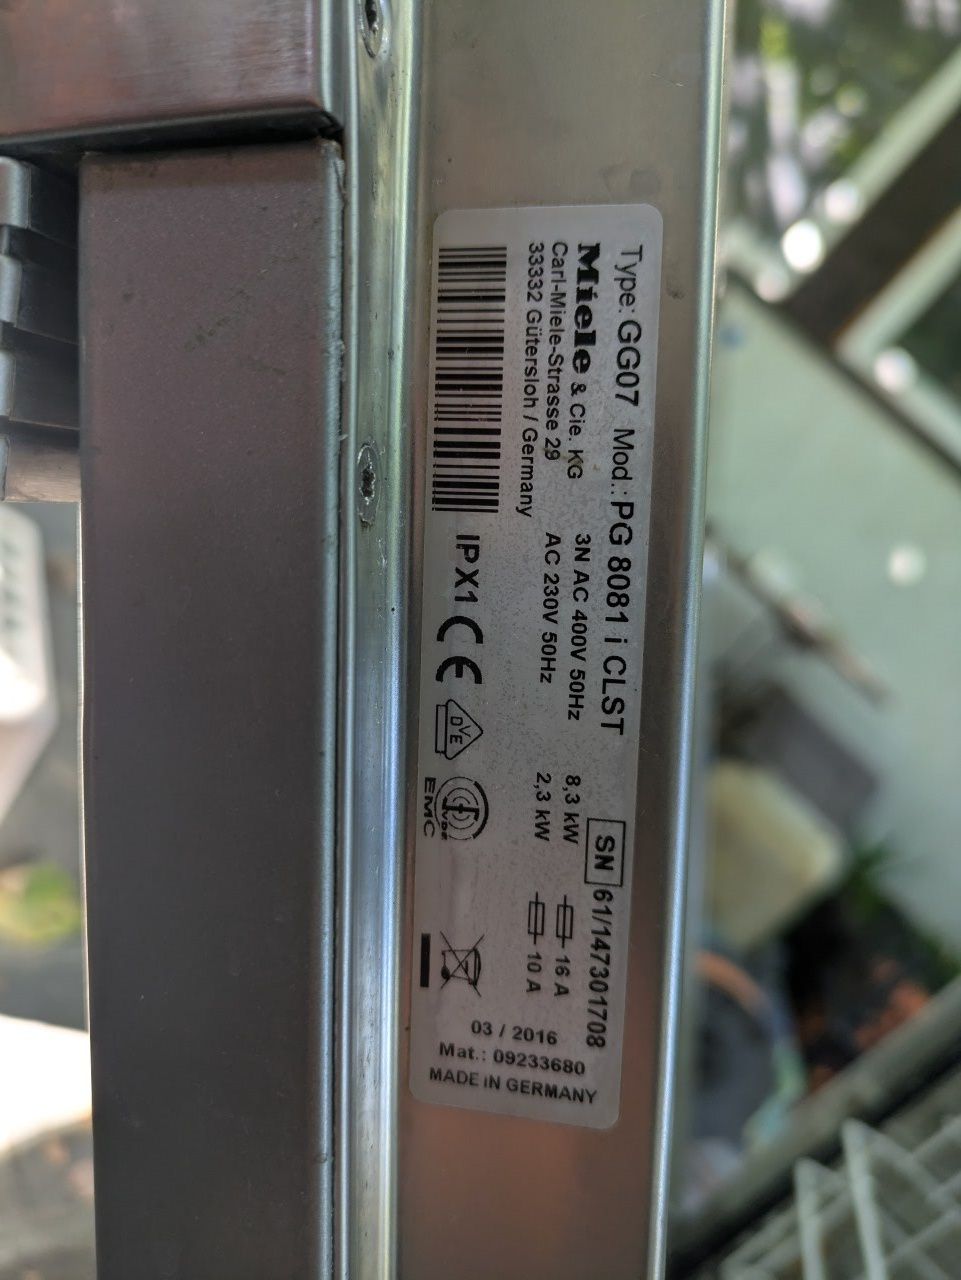 Type: GG07 Mod.: PG 8081 i CLST
SN 61/147301708
Miele & Cie. KG
Carl-Miele-Strasse 29
33332 Gütersloh / Germany
3N AC 400V 50Hz 8,3 kW 16 A
AC 230V 50Hz 2,3 kW 10 A
IPX1 CE
DVE
VDE
EMC
03 / 2016
Mat.: 09233680
MADE IN GERMANY